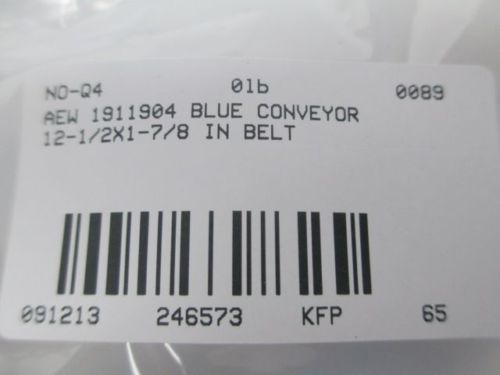 NO-Q4 01b 0089
AEW 1911904 BLUE CONVEYOR
12-1/2X1-7/8 IN BELT
091213 246573 KFP 65